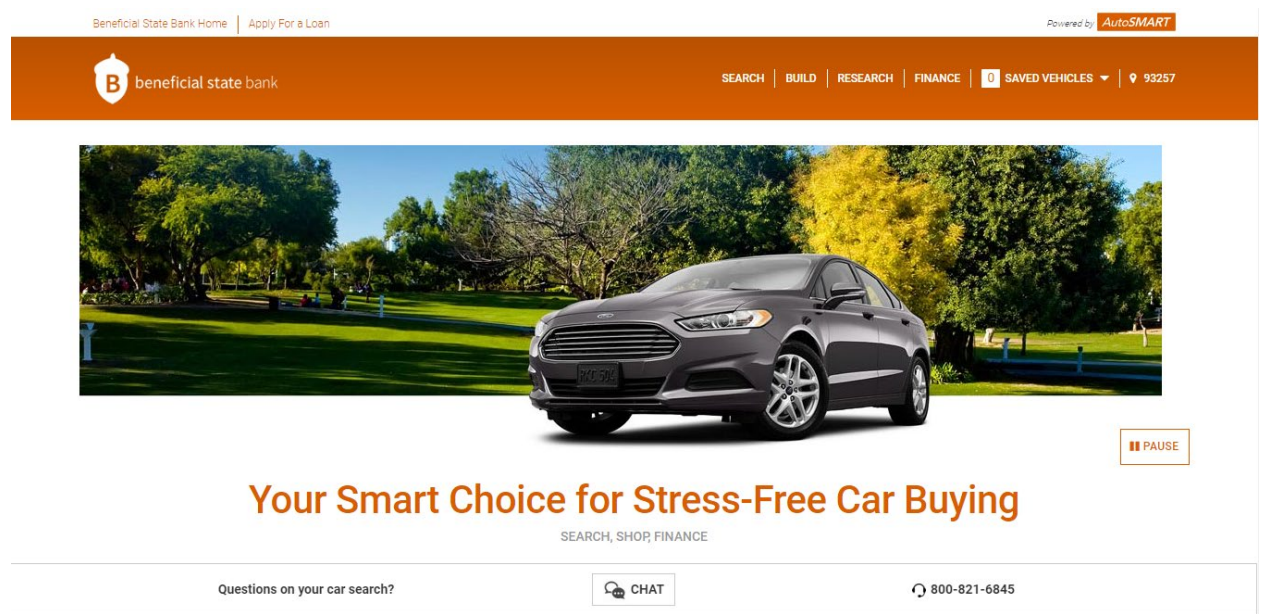 Beneficial State Bank Home | Apply For a Loan
Powered by AutoSMART
B beneficial state bank
SEARCH | BUILD | RESEARCH | FINANCE | 0 SAVED VEHICLES | 93257
PAUSE
Your Smart Choice for Stress-Free Car Buying
SEARCH, SHOP, FINANCE
Questions on your car search?
CHAT
800-821-6845